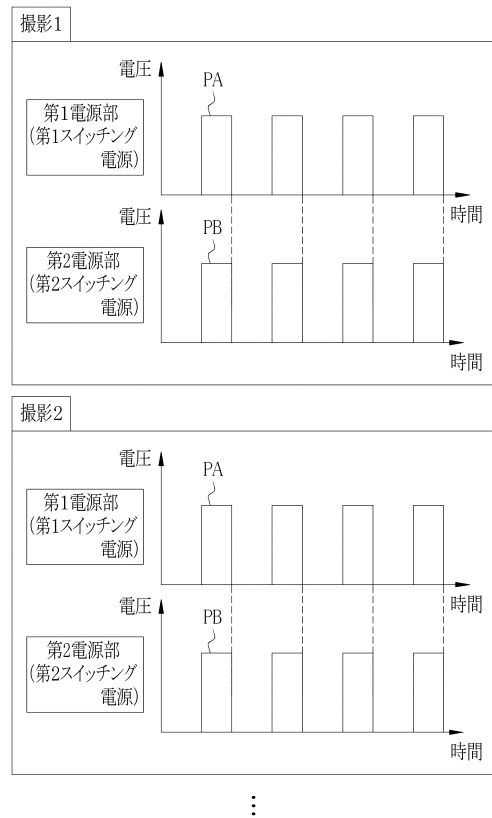 撮影1
電圧
PA
第1電源部
(第1スイッチング
電源)
時間
電圧
PB
第2電源部
(第2スイッチング
電源)
時間
撮影2
電圧
PA
第1電源部
(第1スイッチング
電源)
時間
電圧
PB
第2電源部
(第2スイッチング
電源)
時間